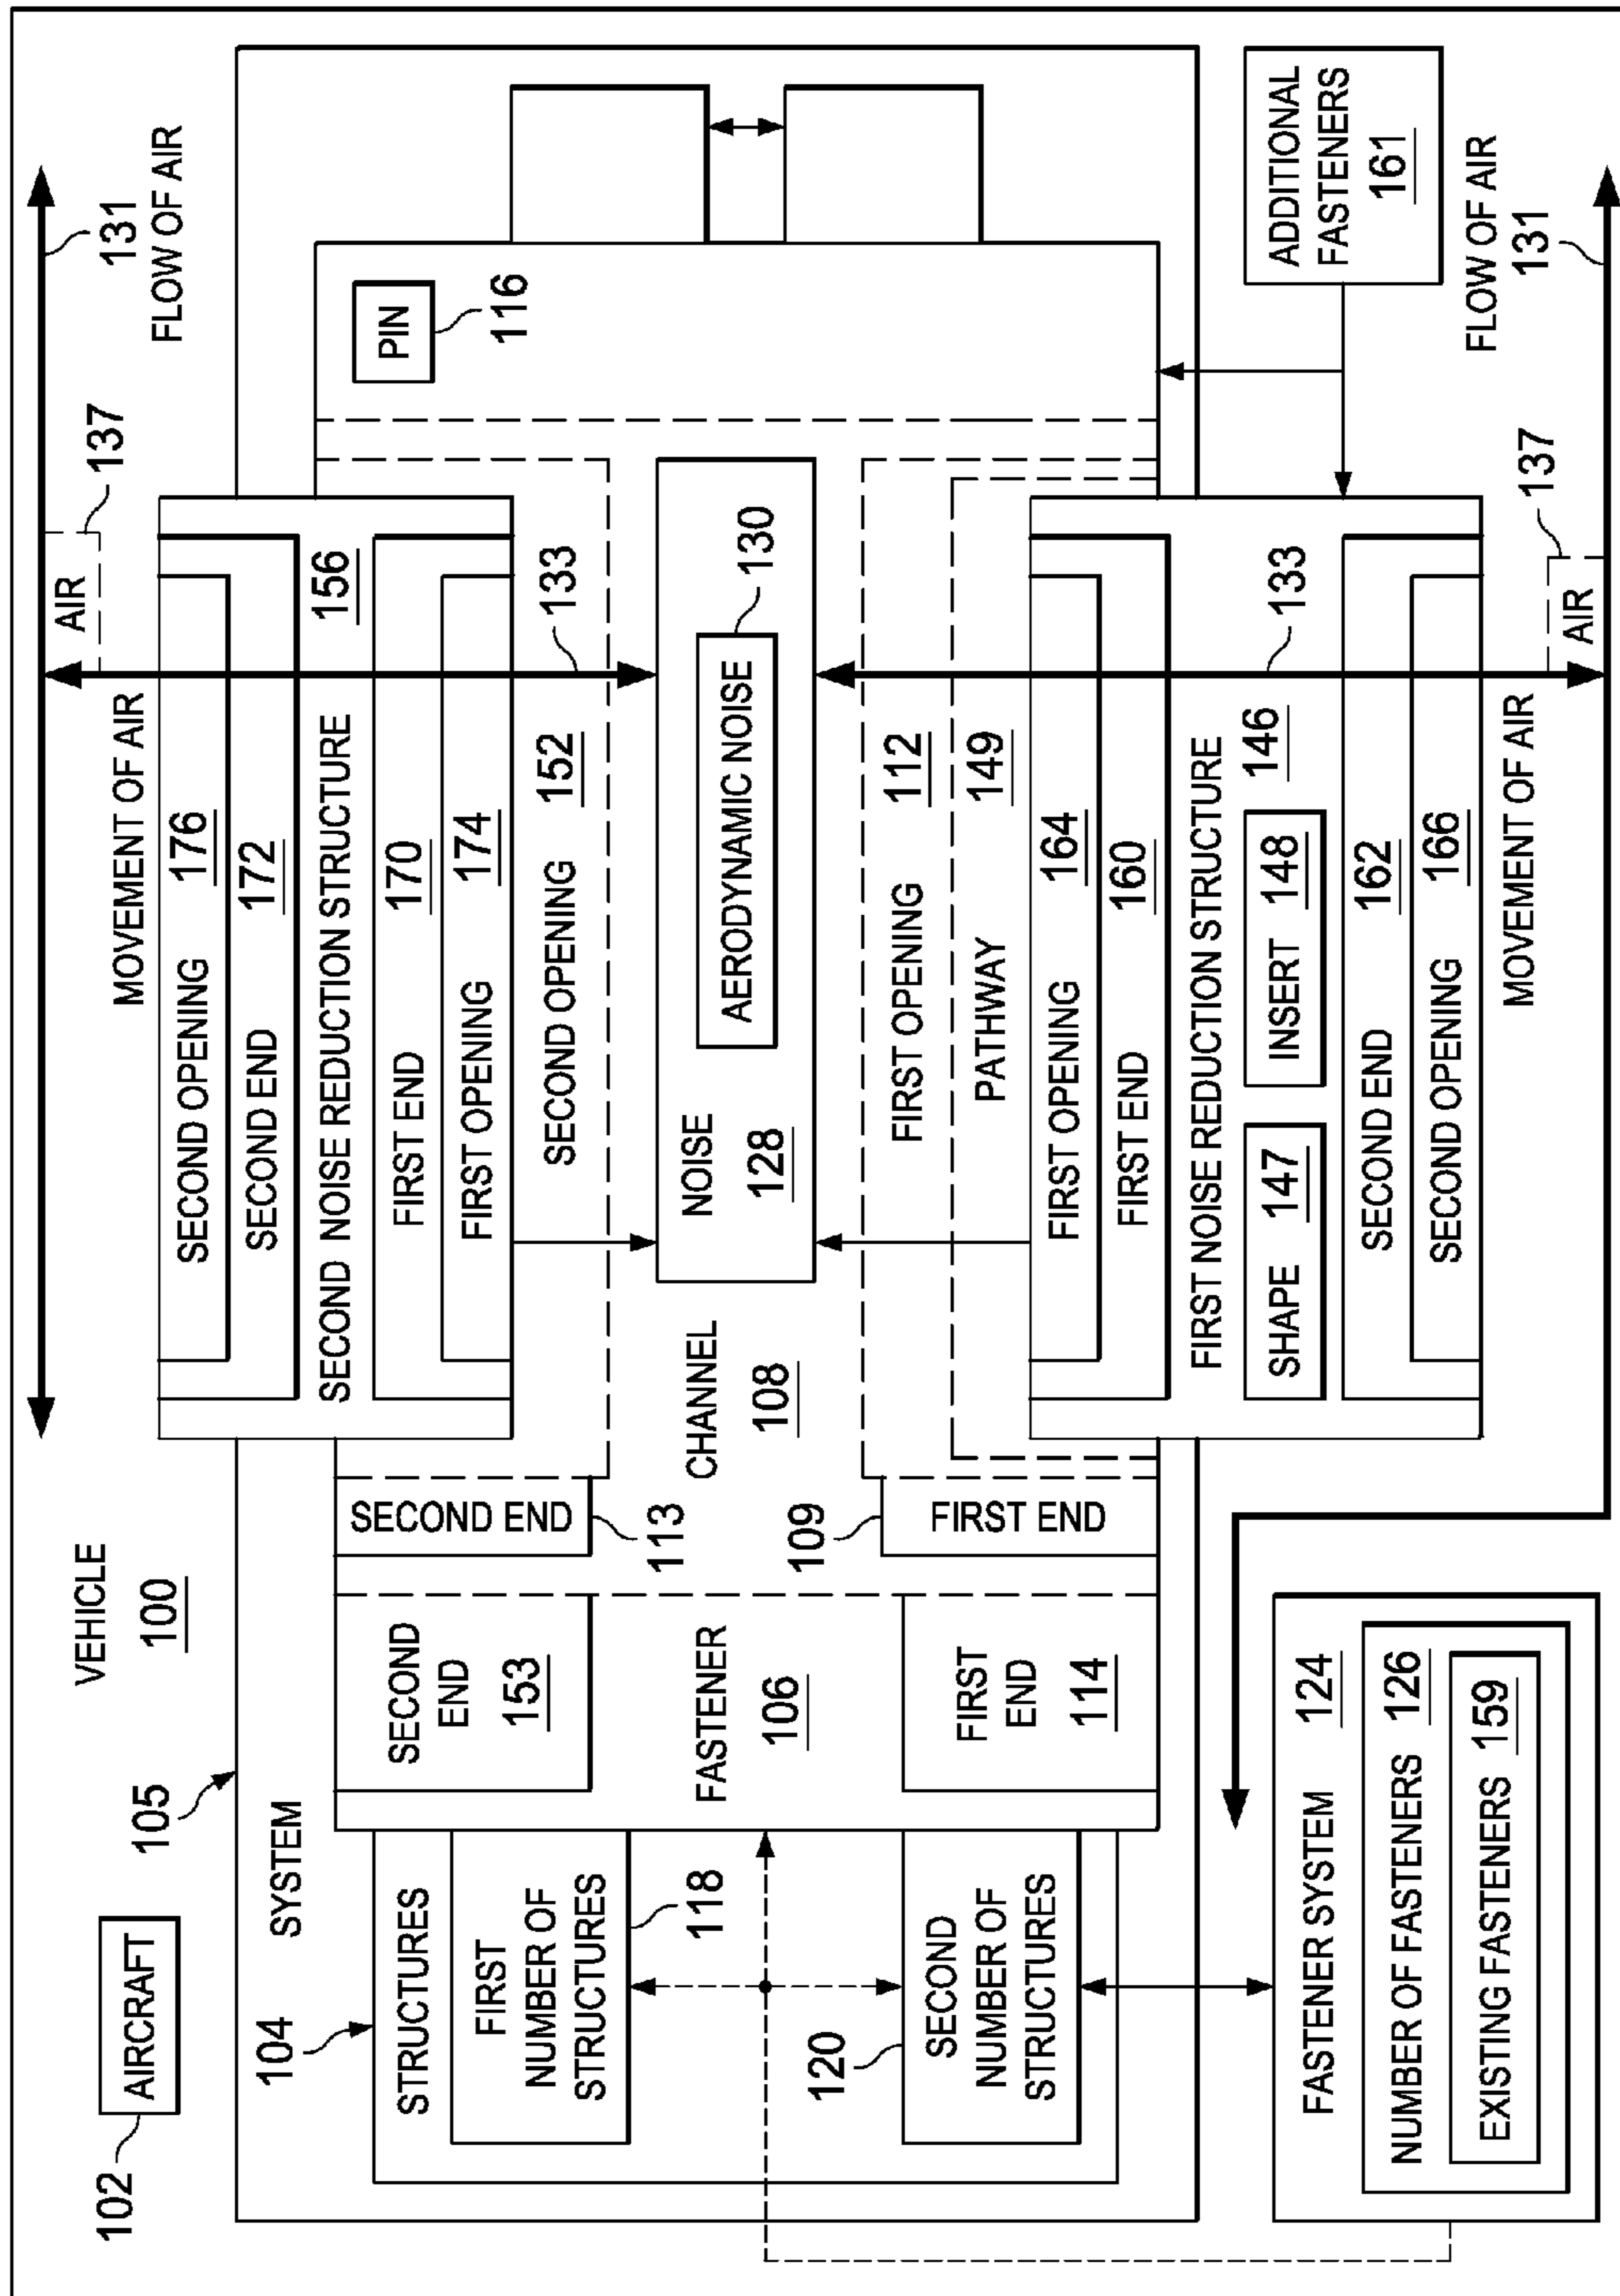 VEHICLE
100
AIRCRAFT
102
105
SYSTEM
104
STRUCTURES
FIRST
NUMBER OF
STRUCTURES
118
120
SECOND
NUMBER OF
STRUCTURES
SECOND
END
153
FASTENER
106
FIRST
END
114
SECOND END
113
109
FIRST END
CHANNEL
108
131
FLOW OF AIR
MOVEMENT OF AIR
AIR
137
SECOND OPENING 176
SECOND END 172
SECOND NOISE REDUCTION STRUCTURE 156
FIRST END 170
FIRST OPENING 174
133
SECOND OPENING 152
NOISE
128
AERODYNAMIC NOISE
130
FIRST OPENING 112
PATHWAY 149
FIRST OPENING 164
FIRST END 160
133
FIRST NOISE REDUCTION STRUCTURE
146
SHAPE 147
INSERT 148
SECOND END 162
SECOND OPENING 166
MOVEMENT OF AIR
AIR
137
PIN
116
ADDITIONAL
FASTENERS
161
FLOW OF AIR
131
FASTENER SYSTEM 124
NUMBER OF FASTENERS 126
EXISTING FASTENERS 159